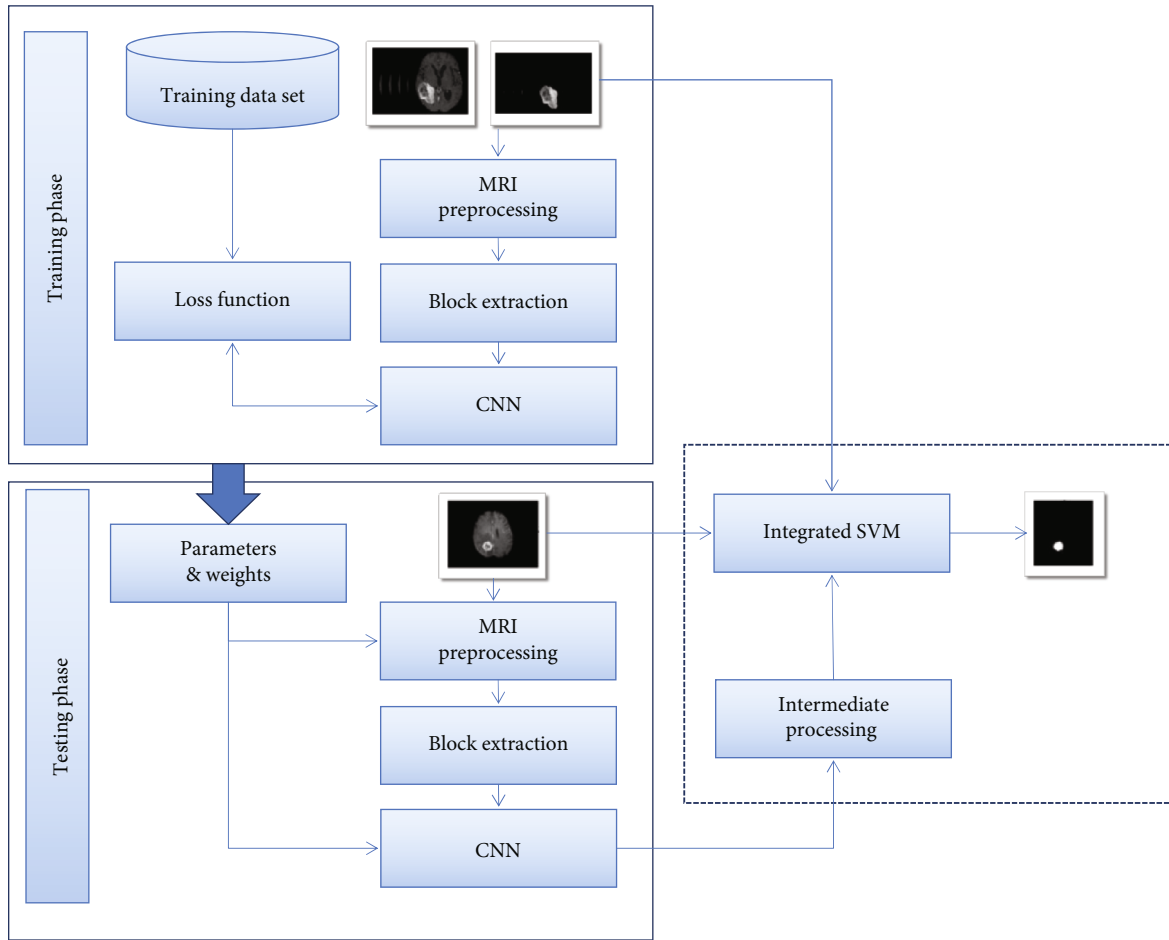 Training phase
Training data set
MRI
preprocessing
Loss function
Block extraction
CNN
Testing phase
Parameters
& weights
MRI
preprocessing
Block extraction
CNN
Integrated SVM
Intermediate
processing